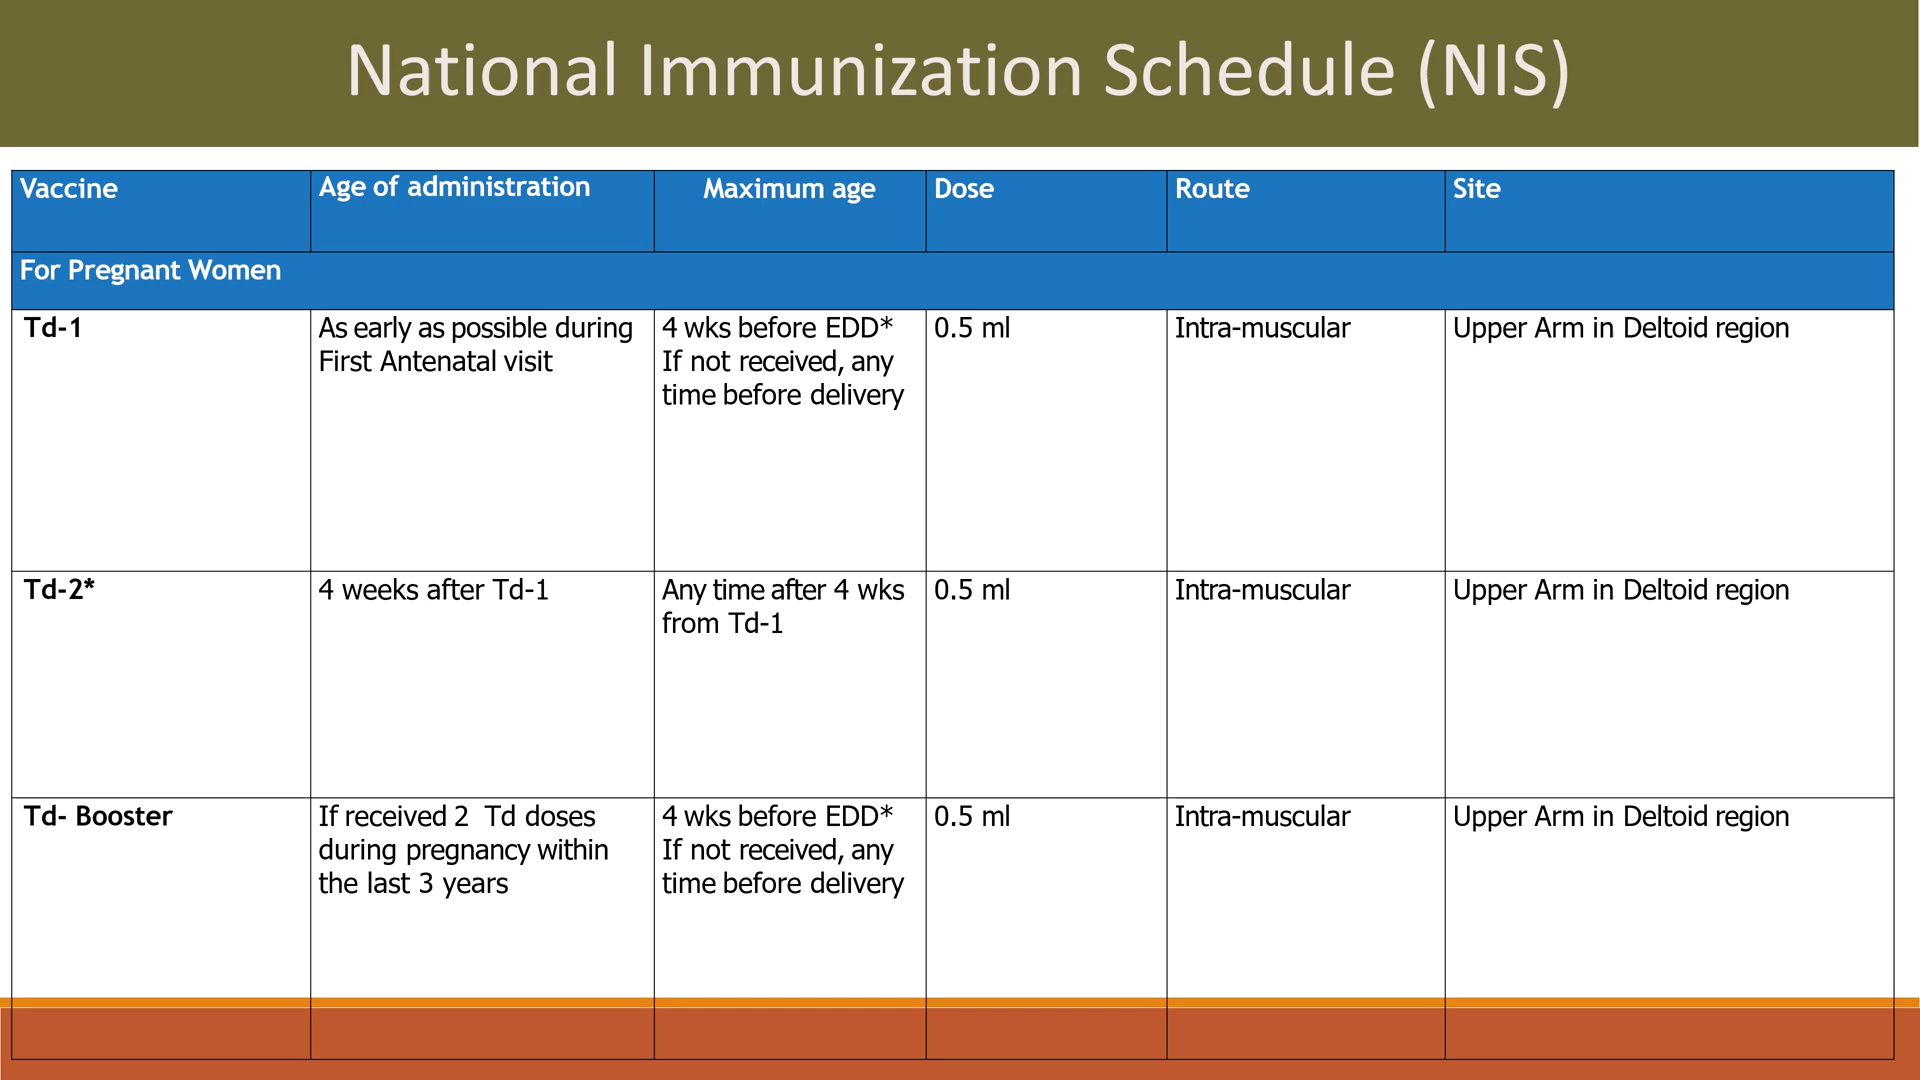 National Immunization Schedule (NIS)
Vaccine
Age of administration
Maximum age
Dose
Route
Site
For Pregnant Women
Td-1
As early as possible during
First Antenatal visit
4 wks before EDD*
If not received, any
time before delivery
0.5 ml
Intra-muscular
Upper Arm in Deltoid region
Td-2*
4 weeks after Td-1
Any time after 4 wks
from Td-1
0.5 ml
Intra-muscular
Upper Arm in Deltoid region
Td- Booster
If received 2 Td doses
during pregnancy within
the last 3 years
4 wks before EDD*
If not received, any
time before delivery
0.5 ml
Intra-muscular
Upper Arm in Deltoid region